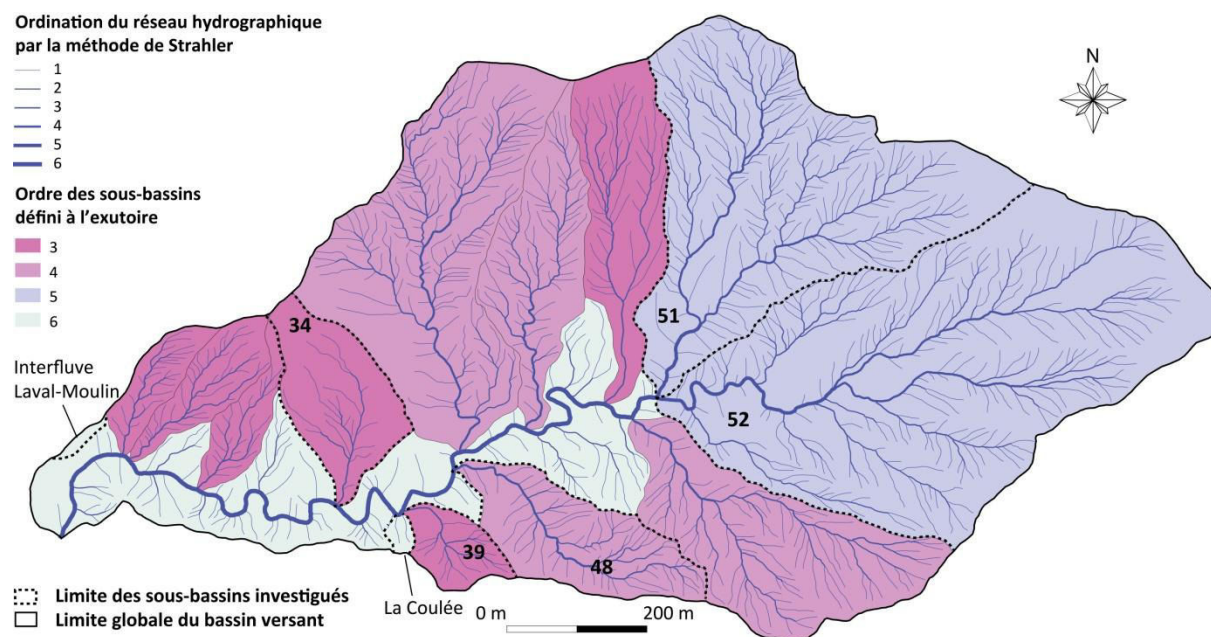 Ordination du réseau hydrographique
par la méthode de Strahler
1
2
3
4
5
6
Ordre des sous-bassins
défini à l'exutoire
3
4
5
6
N
34
51
52
39
48
Interfluve
Laval-Moulin
La Coulée
0 m
200 m
Limite des sous-bassins investigués
Limite globale du bassin versant